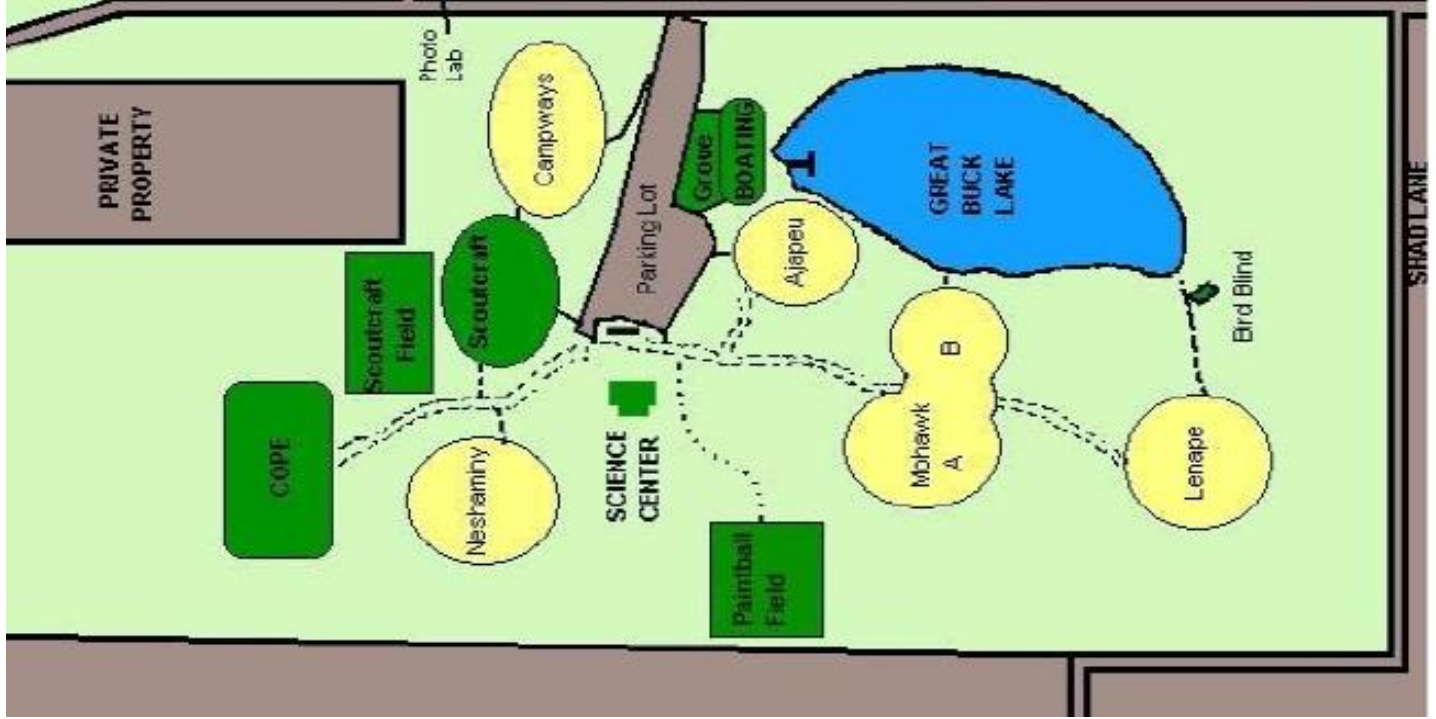 PRIVATE
PROPERTY
Photo
Lab
Campways
Scoutcraft
Field
Scoutcraft
COPE
Neshaminy
SCIENCE
CENTER
Parking Lot
Grove
BOATING
Ajapeu
GREAT
BUCK
LAKE
Mohawk
A
B
Paintball
Field
Lenape
Bird Blind
SHAD LANE